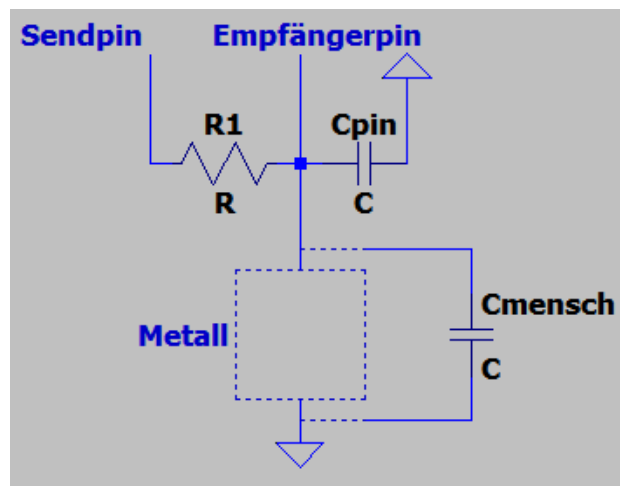 Sendpin
Empfängerpin
R1
Cpin
R
C
Metall
Cmensch
C